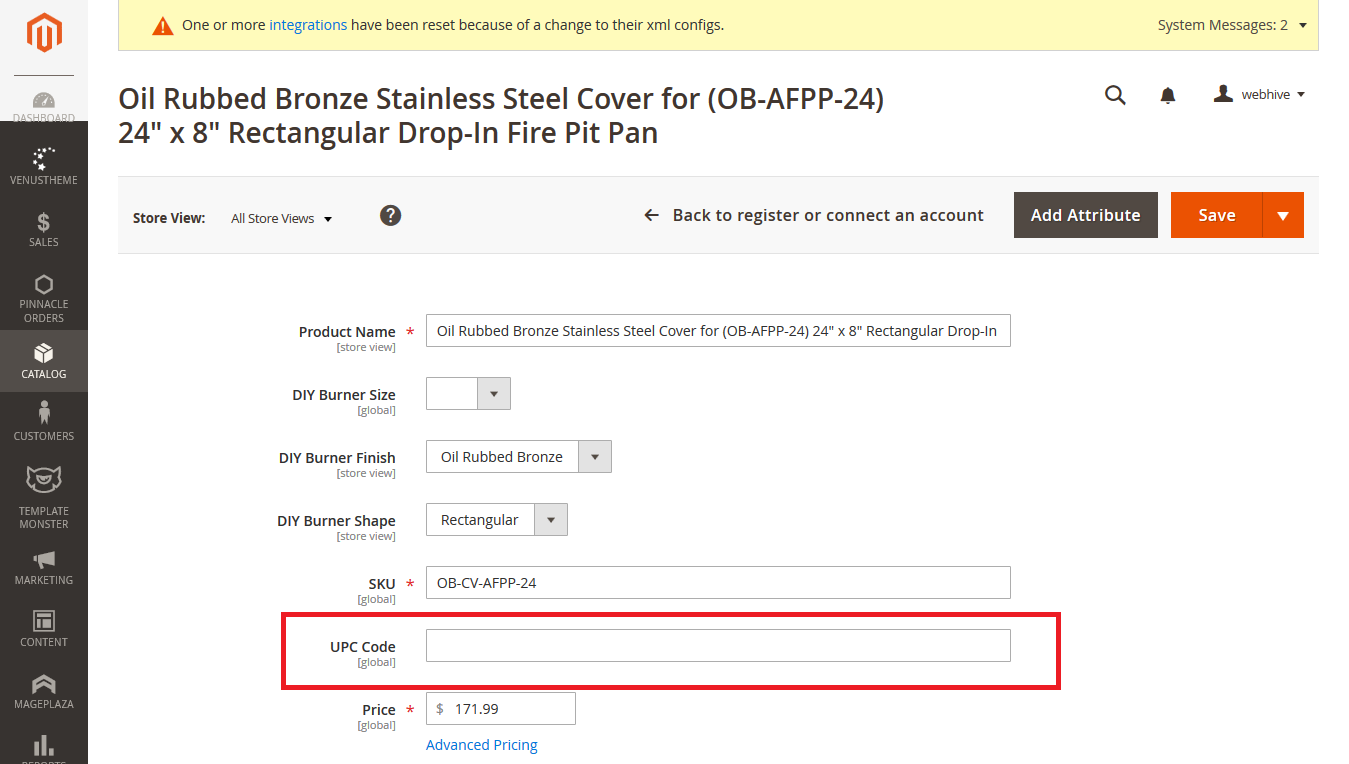 One or more integrations have been reset because of a change to their xml configs.
System Messages: 2
Oil Rubbed Bronze Stainless Steel Cover for (OB-AFPP-24)
24" x 8" Rectangular Drop-In Fire Pit Pan
webhive
Store View: All Store Views
?
Back to register or connect an account
Add Attribute
Save
DASHBOARD
VENUSTHEME
$
SALES
PINNACLE
ORDERS
CATALOG
CUSTOMERS
TEMPLATE
MONSTER
MARKETING
CONTENT
MAGEPLAZA
REPORTS
Product Name *
[store view]
Oil Rubbed Bronze Stainless Steel Cover for (OB-AFPP-24) 24" x 8" Rectangular Drop-In
DIY Burner Size
[global]
DIY Burner Finish
[store view]
Oil Rubbed Bronze
DIY Burner Shape
[store view]
Rectangular
SKU *
[global]
OB-CV-AFPP-24
UPC Code
[global]
Price *
[global]
$ 171.99
Advanced Pricing